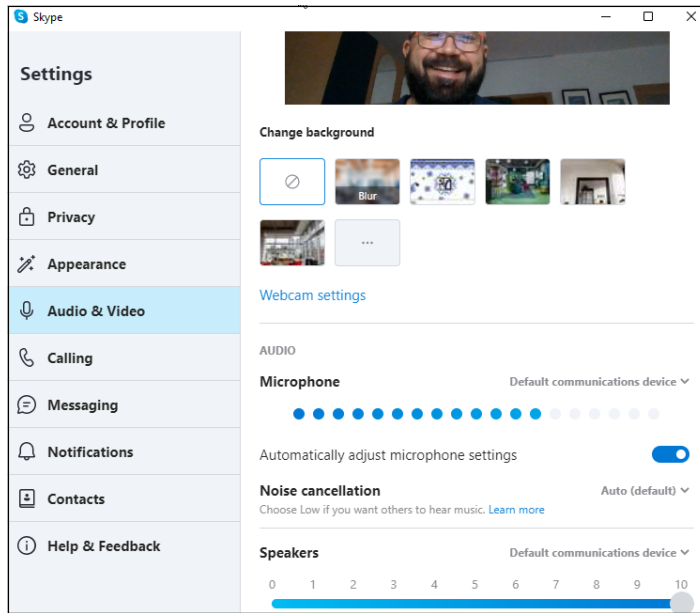 Skype
Settings
Account & Profile
General
Privacy
Appearance
Audio & Video
Calling
Messaging
Notifications
Contacts
Help & Feedback
Change background
Blur
Webcam settings
AUDIO
Microphone
Default communications device
Automatically adjust microphone settings
Noise cancellation
Auto (default)
Choose Low if you want others to hear music. Learn more
Speakers
Default communications device
0 1 2 3 4 5 6 7 8 9 10